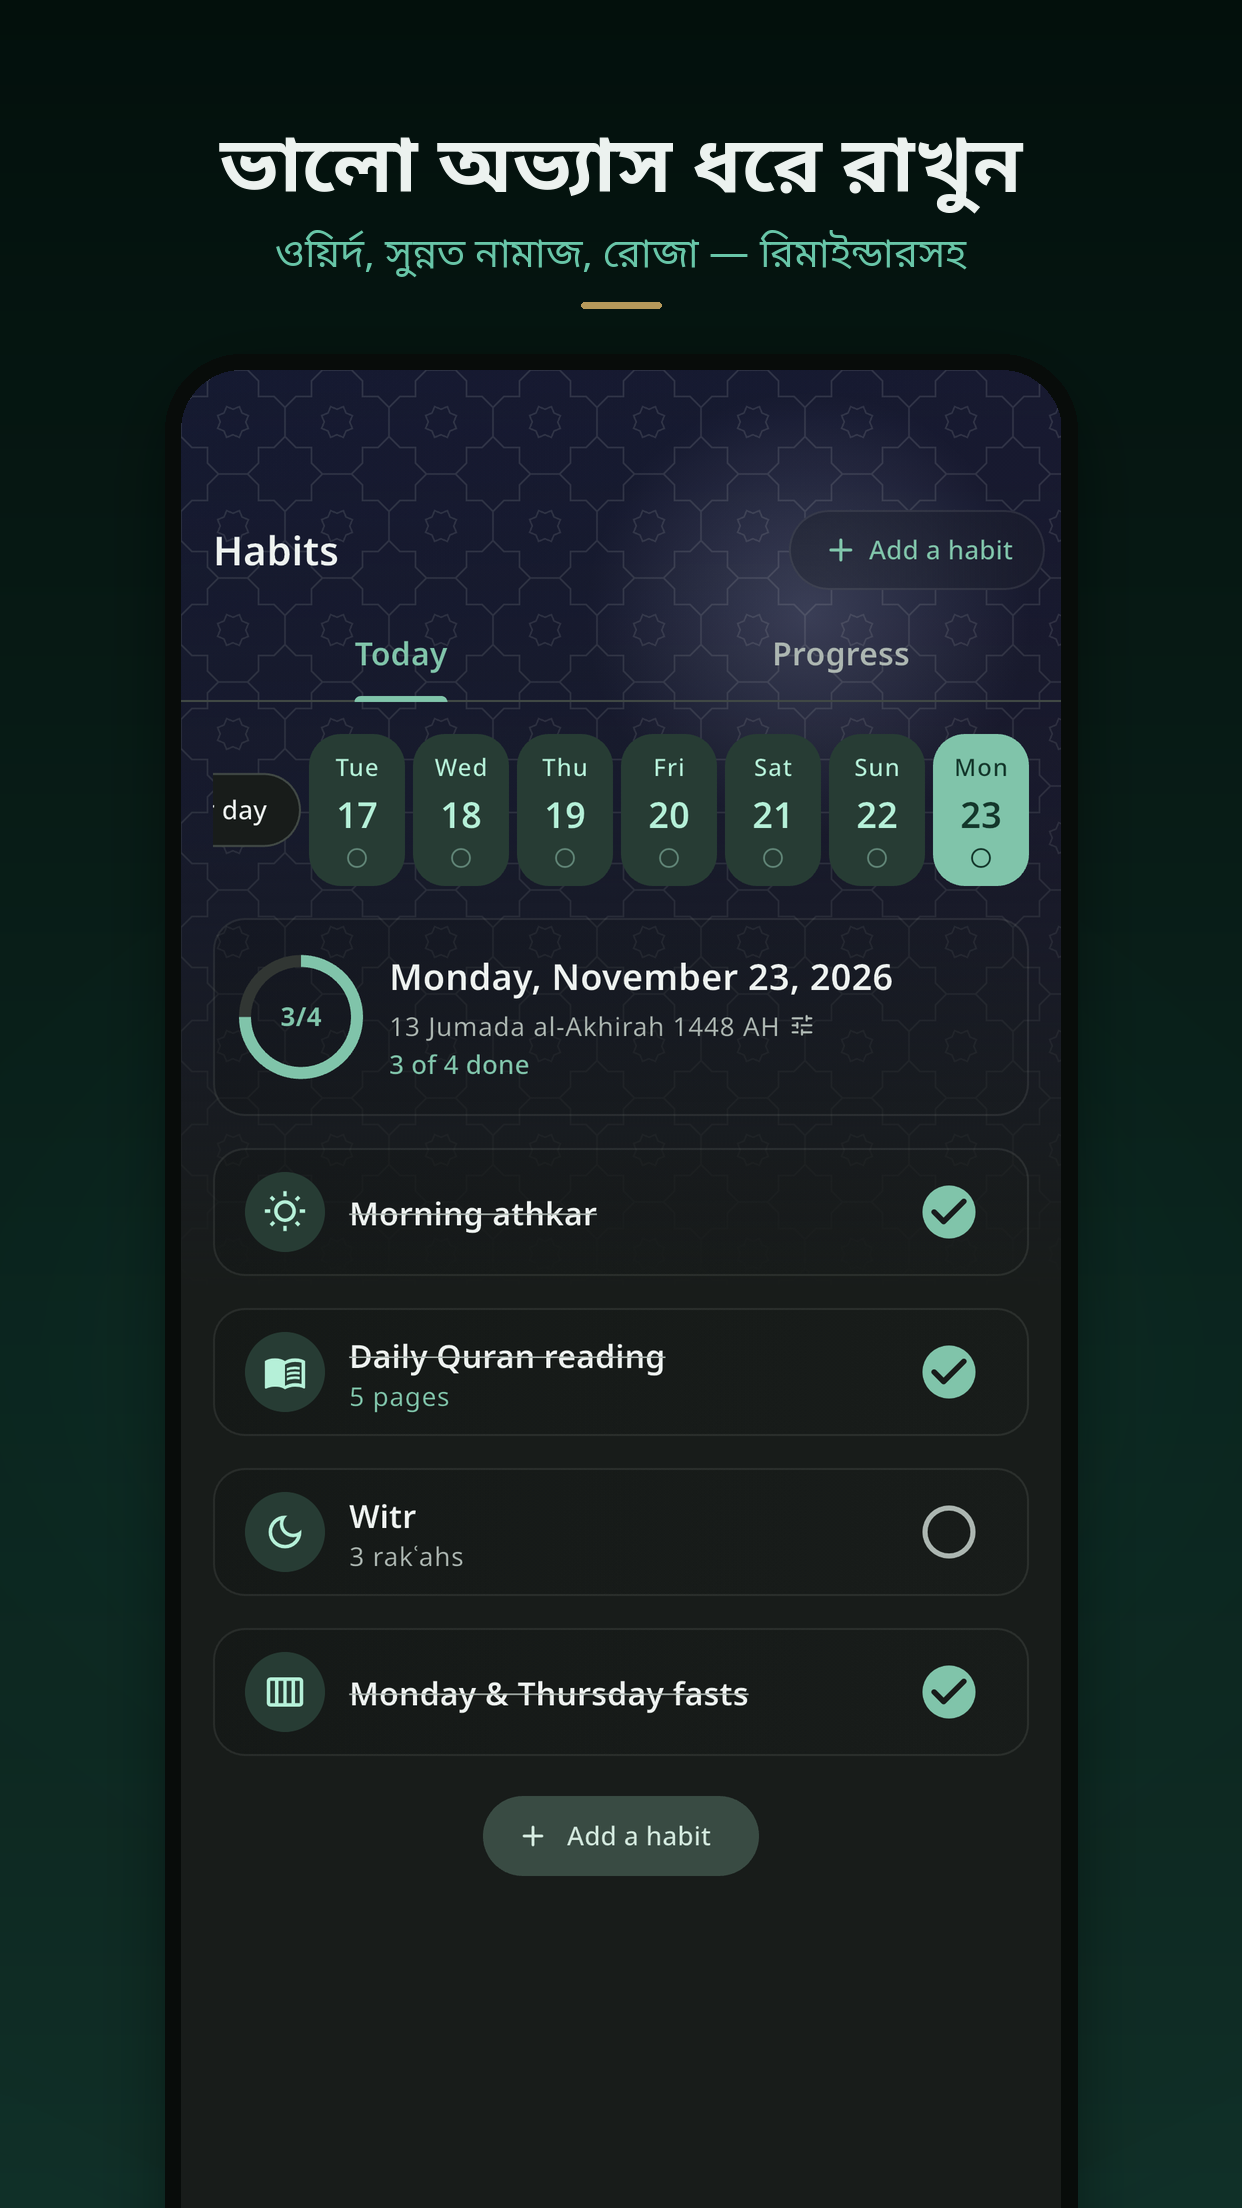 ভালো অভ্যাস ধরে রাখুন
ওয়ির্দ, সুন্নত নামাজ, রোজা — রিমাইন্ডারসহ
Habits
+ Add a habit
Today
Progress
day
Tue
Wed
Thu
Fri
Sat
Sun
Mon
17
18
19
20
21
22
23
3/4
Monday, November 23, 2026
13 Jumada al-Akhirah 1448 AH
3 of 4 done
Morning athkar
Daily Quran reading
5 pages
Witr
3 rakʿahs
Monday & Thursday fasts
+ Add a habit